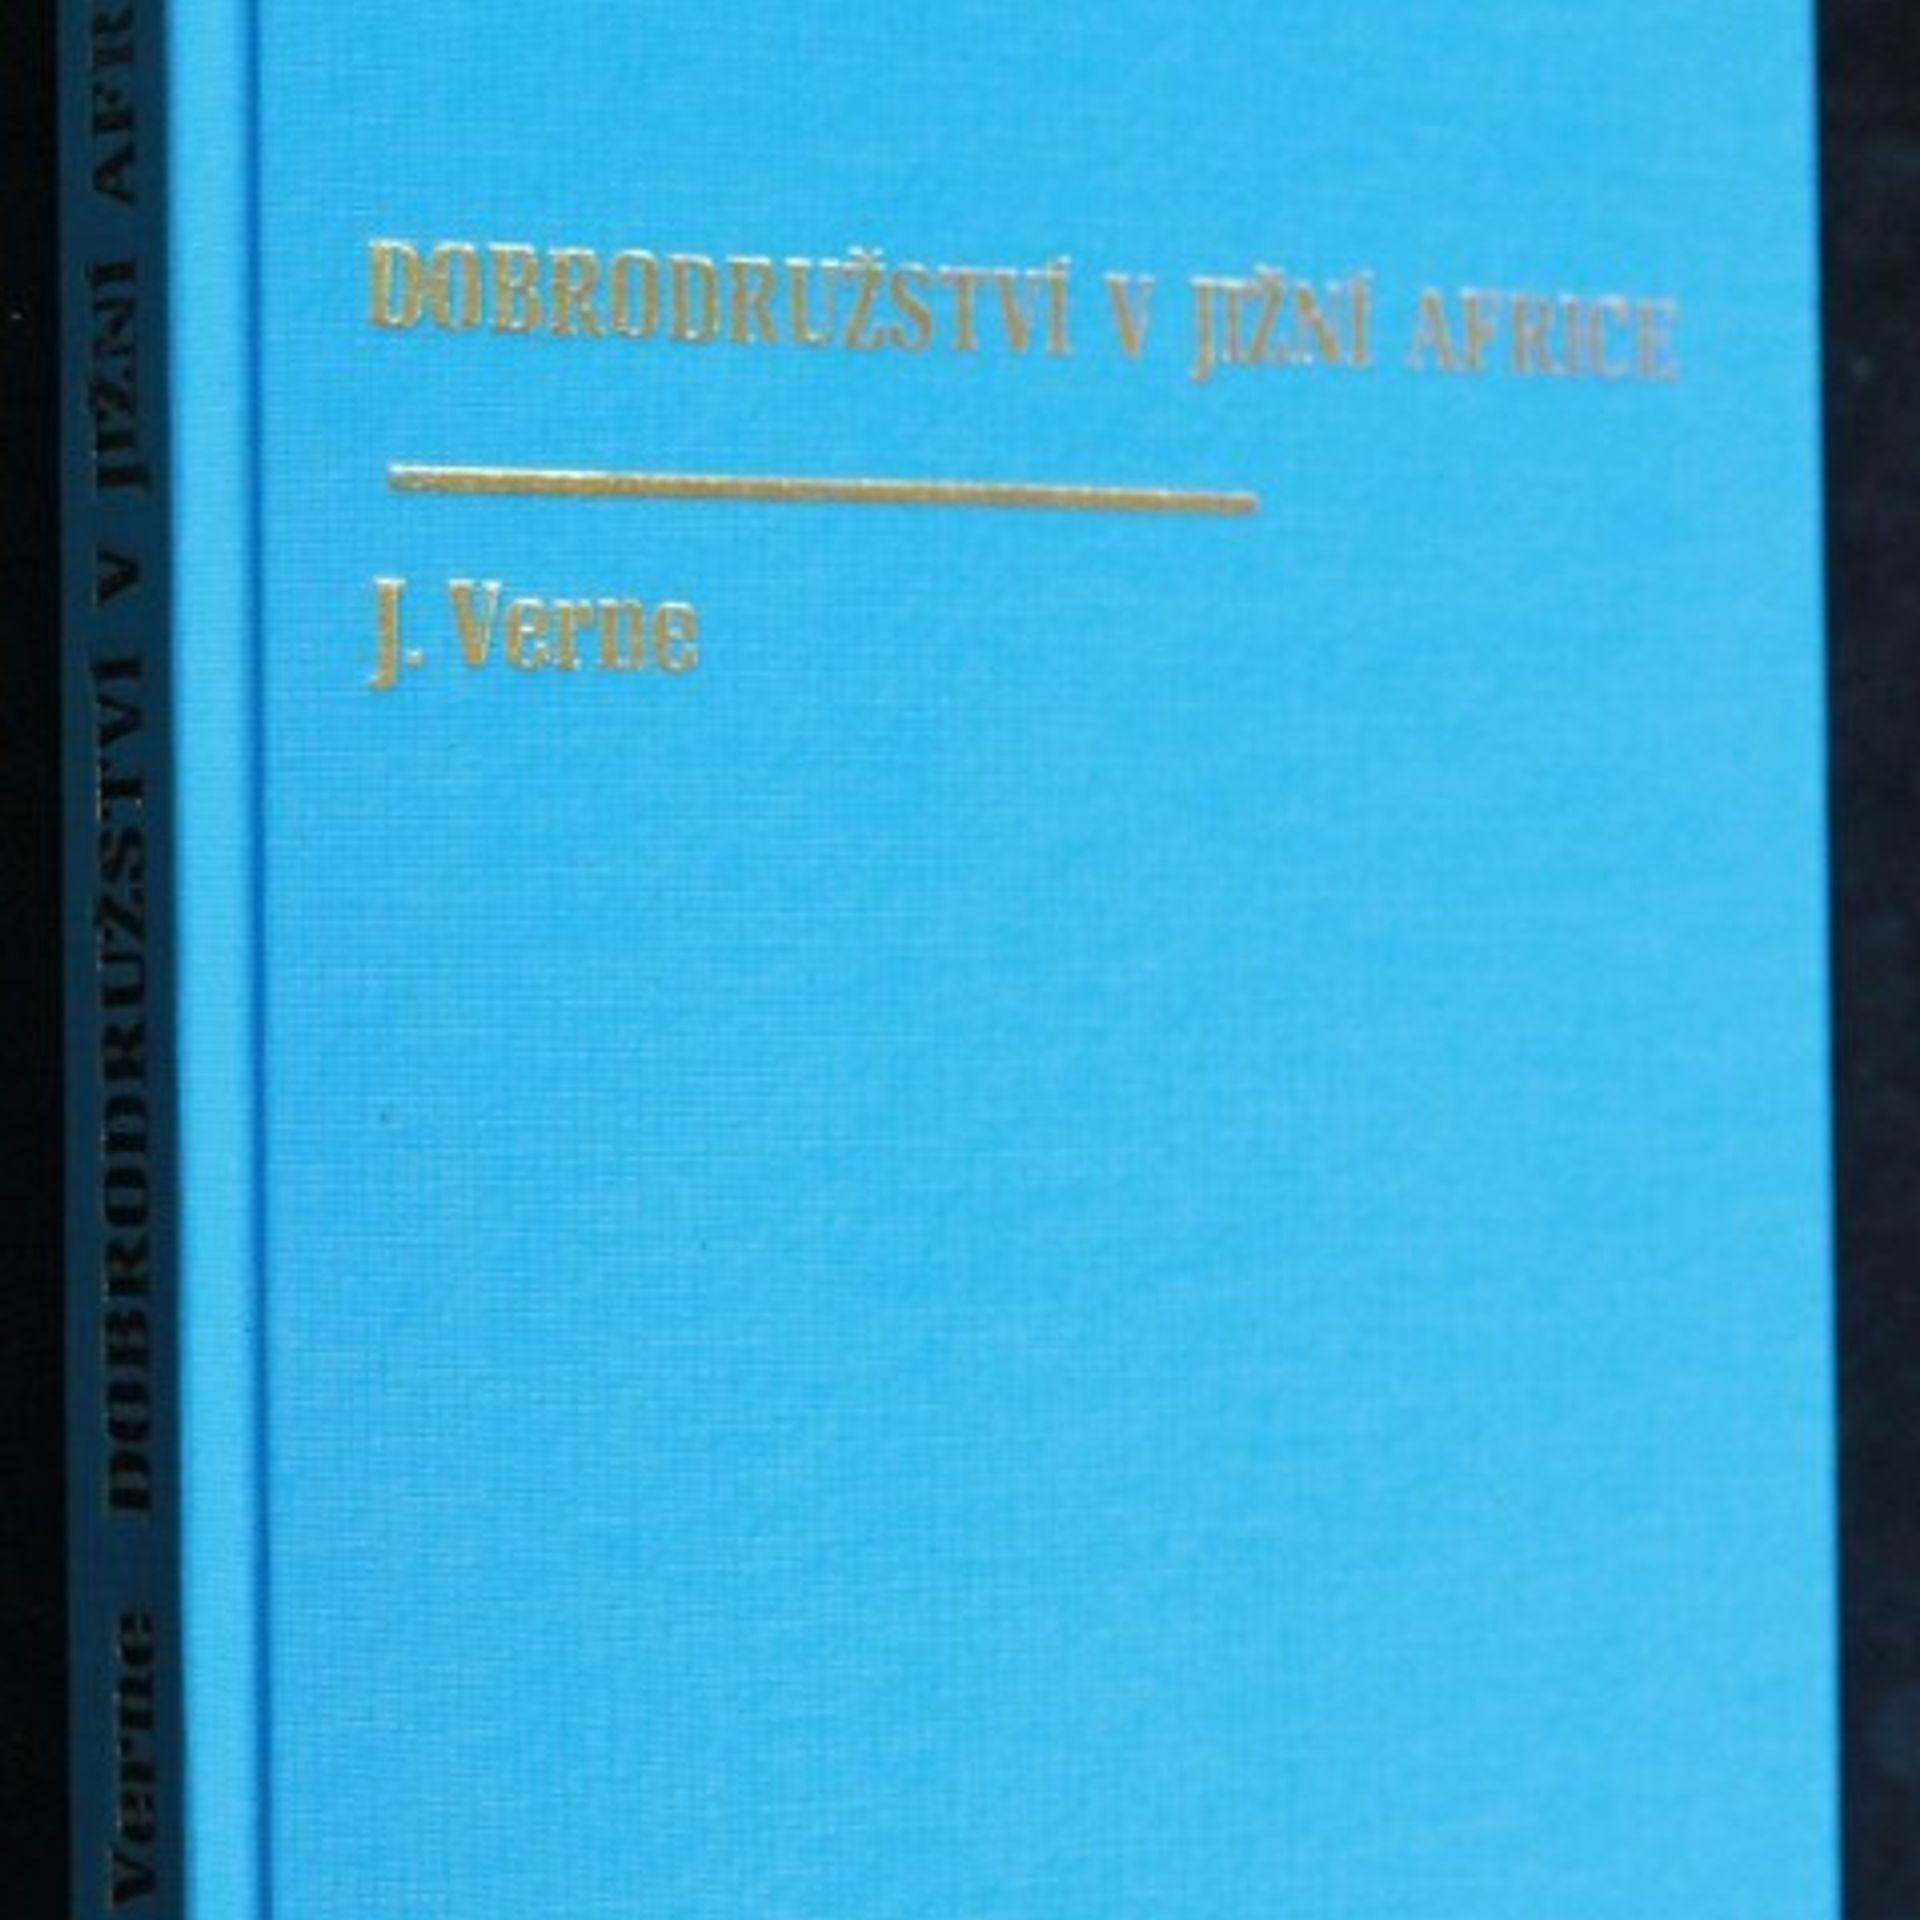 DOBRODRUŽSTVÍ V JIŽNÍ AFRICE
J. Verne
Verne DOBRODRUŽSTVÍ V JIŽNÍ AFR